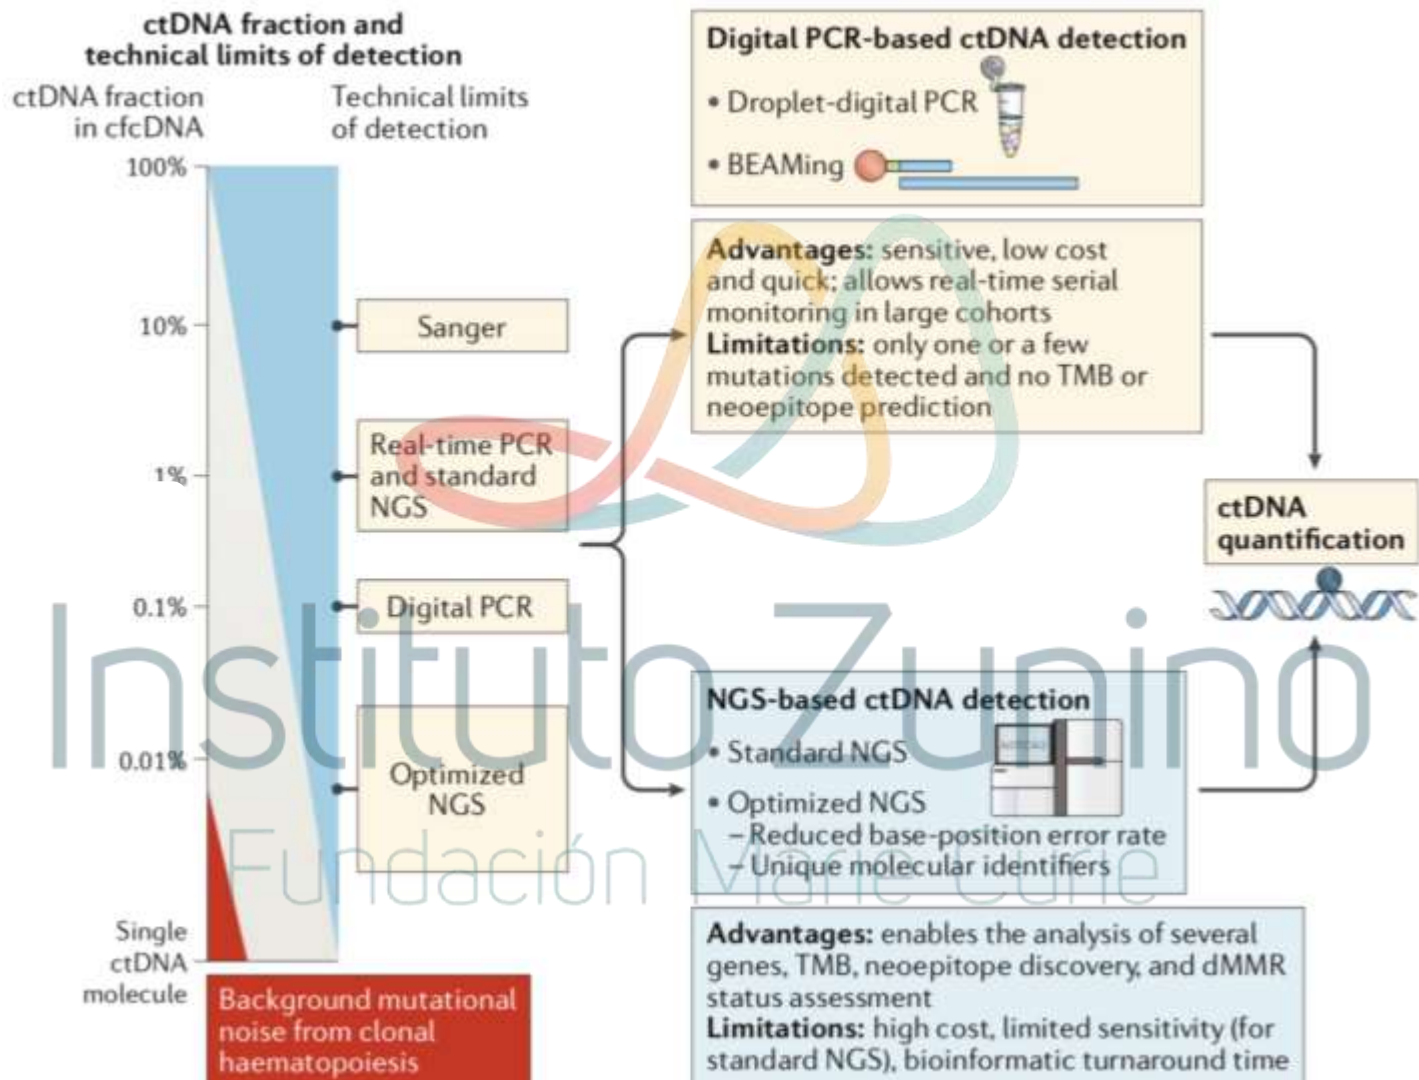 ctDNA fraction and
technical limits of detection
ctDNA fraction
in cfcDNA
Technical limits
of detection
100%
10%
1%
0.1%
0.01%
Single
ctDNA
molecule
Sanger
Real-time PCR
and standard
NGS
Digital PCR
Optimized
NGS
Background mutational
noise from clonal
haematopoiesis
Digital PCR-based ctDNA detection
• Droplet-digital PCR
• BEAMing
Advantages: sensitive, low cost
and quick; allows real-time serial
monitoring in large cohorts
Limitations: only one or a few
mutations detected and no TMB or
neoepitope prediction
NGS-based ctDNA detection
• Standard NGS
• Optimized NGS
– Reduced base-position error rate
– Unique molecular identifiers
Advantages: enables the analysis of several
genes, TMB, neoepitope discovery, and dMMR
status assessment
Limitations: high cost, limited sensitivity (for
standard NGS), bioinformatic turnaround time
ctDNA
quantification
Instituto Zunino
Fundación Marie Curie